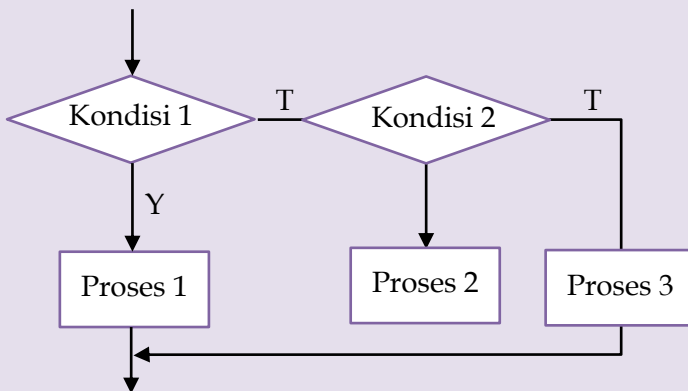 Kondisi 1
T
Kondisi 2
T
Y
Proses 1
Proses 2
Proses 3